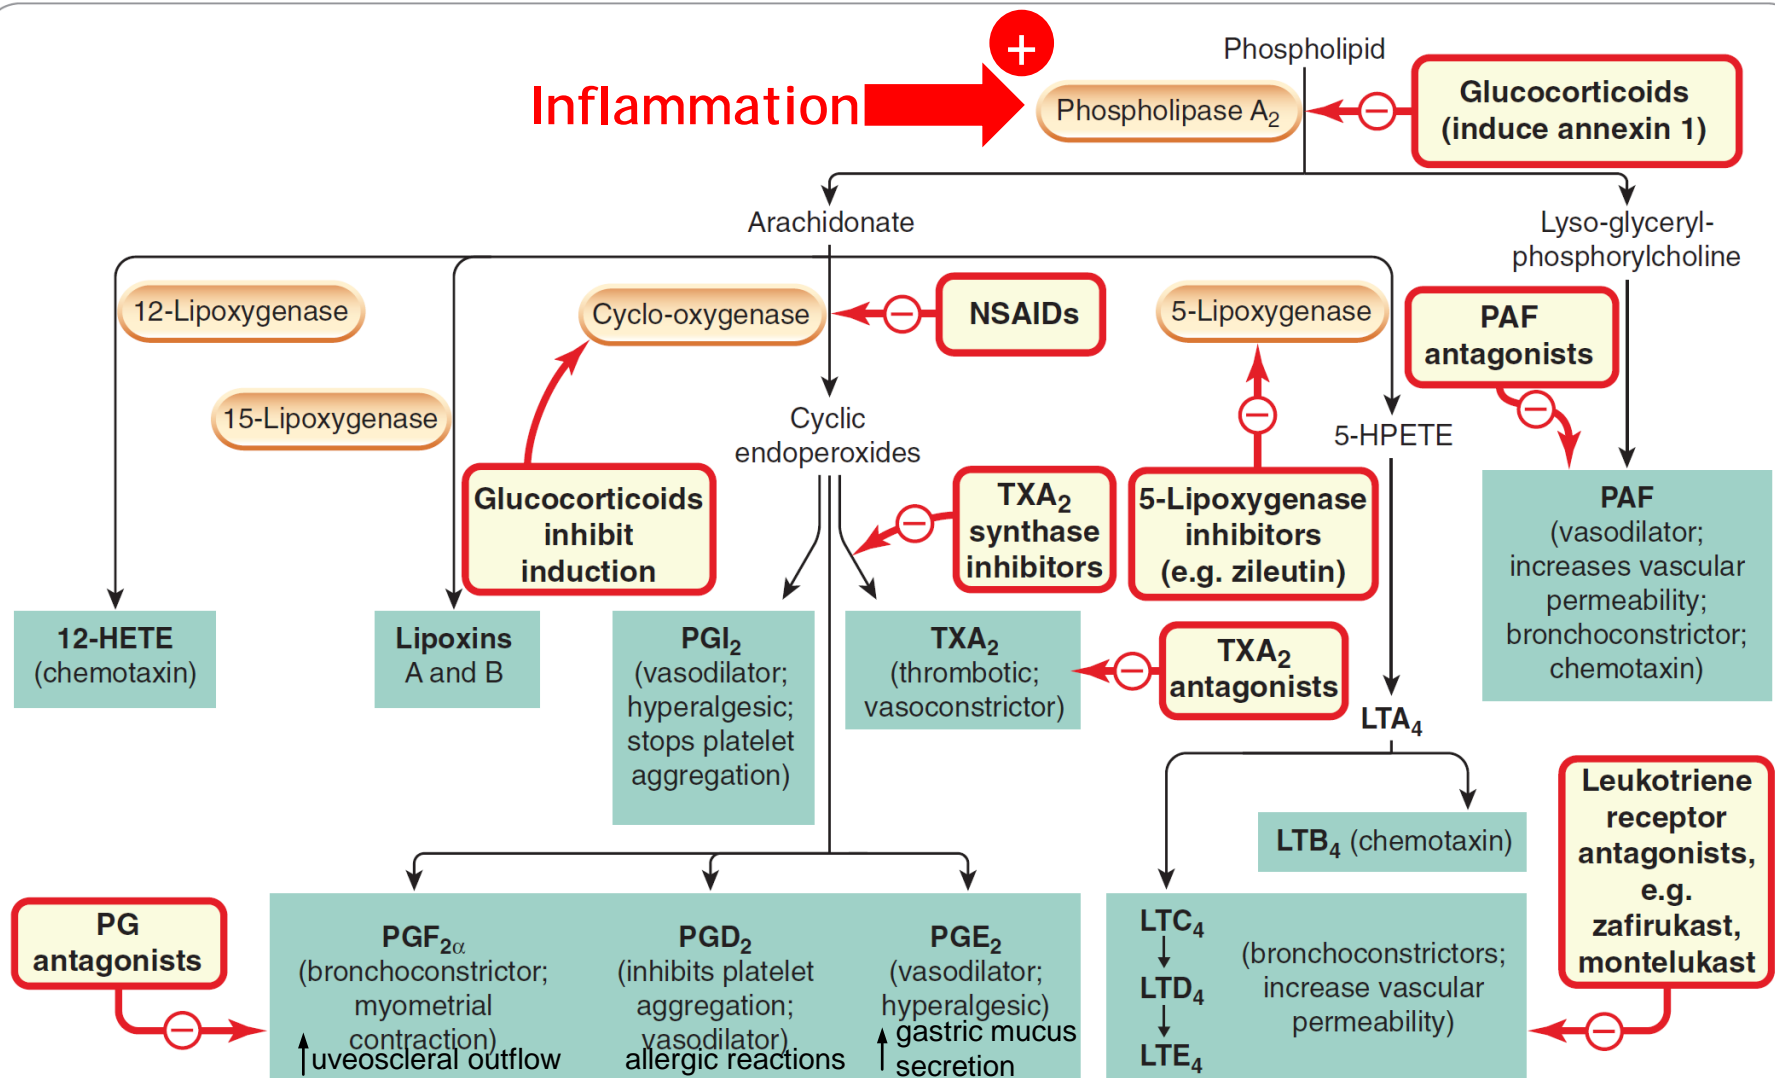 +
Phospholipid
Inflammation
Phospholipase A₂
−
Glucocorticoids
(induce annexin 1)
Arachidonate
Lyso-glyceryl-
phosphorylcholine
12-Lipoxygenase
Cyclo-oxygenase
−
NSAIDs
5-Lipoxygenase
PAF
antagonists
−
15-Lipoxygenase
Cyclic
endoperoxides
−
5-HPETE
Glucocorticoids
inhibit
induction
−
TXA₂
synthase
inhibitors
5-Lipoxygenase
inhibitors
(e.g. zileutin)
PAF
(vasodilator;
increases vascular
permeability;
bronchoconstrictor;
chemotaxin)
12-HETE
(chemotaxin)
Lipoxins
A and B
PGI₂
(vasodilator;
hyperalgesic;
stops platelet
aggregation)
TXA₂
(thrombotic;
vasoconstrictor)
−
TXA₂
antagonists
LTA₄
LTB₄ (chemotaxin)
Leukotriene
receptor
antagonists,
e.g.
zafirukast,
montelukast
−
PG
antagonists
−
PGF₂α
(bronchoconstrictor;
myometrial
contraction)
↑uveoscleral outflow
PGD₂
(inhibits platelet
aggregation;
vasodilator)
allergic reactions
PGE₂
(vasodilator;
hyperalgesic)
↑ gastric mucus
secretion
LTC₄
LTD₄
LTE₄
(bronchoconstrictors;
increase vascular
permeability)